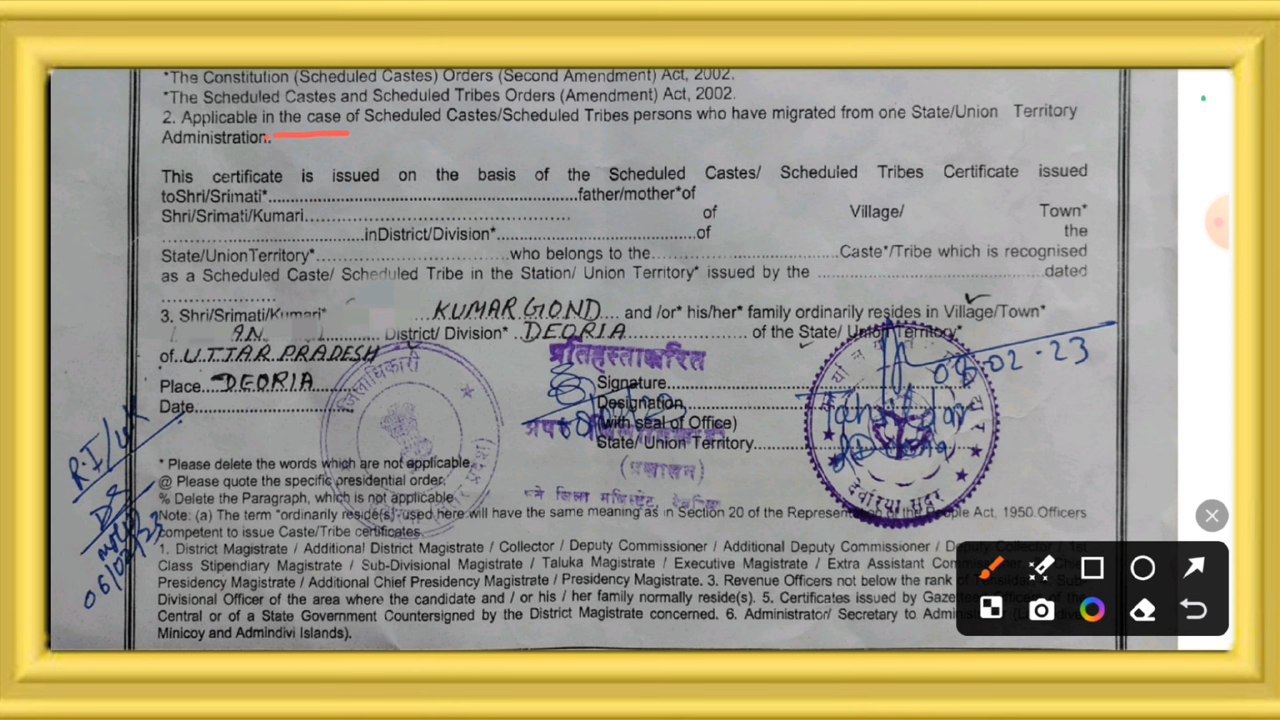 *The Constitution (Scheduled Castes) Orders (Second Amendment) Act, 2002.
*The Scheduled Castes and Scheduled Tribes Orders (Amendment) Act, 2002.
2. Applicable in the case of Scheduled Castes/Scheduled Tribes persons who have migrated from one State/Union Territory
Administration.
This certificate is issued on the basis of the Scheduled Castes/ Scheduled Tribes Certificate issued
toShri/Srimati*............father/mother*of
Shri/Srimati/Kumari............ of Village/ Town*
............inDistrict/Division*............of the
State/UnionTerritory*............who belongs to the............Caste*/Tribe which is recognised
as a Scheduled Caste/ Scheduled Tribe in the Station/ Union Territory* issued by the ............dated
............
3. Shri/Srimati/Kumari* ....KUMAR GOND.... and /or* his/her* family ordinarily resides in Village/Town*
District/ Division* ..DEORIA............ of the State/ Union Territory*
of..UTTAR PRADESH
प्रतिहस्ताक्षरित
08.02.23
Place....DEORIA............
Signature............
Date............
Designation
Tahsildar
(with seal of Office)
State/ Union Territory............
जिलाधिकारी
(प्रशासन)
देवरिया सदर
R.I/UK
06/02/23
* Please delete the words which are not applicable.
@ Please quote the specific presidential order.
% Delete the Paragraph, which is not applicable
Note: (a) The term "ordinarily reside(s)" used here will have the same meaning as in Section 20 of the Representation of the People Act, 1950.Officers
competent to issue Caste/Tribe certificates.
1. District Magistrate / Additional District Magistrate / Collector / Deputy Commissioner / Additional Deputy Commissioner / Deputy Collector / 1st
Class Stipendiary Magistrate / Sub-Divisional Magistrate / Taluka Magistrate / Executive Magistrate / Extra Assistant Chief
Presidency Magistrate / Additional Chief Presidency Magistrate / Presidency Magistrate. 3. Revenue Officers not below the rank of
Divisional Officer of the area where the candidate and / or his / her family normally reside(s). 5. Certificates issued by
Central or of a State Government Countersigned by the District Magistrate concerned. 6. Administrator/ Secretary to
Minicoy and Admindivi Islands).